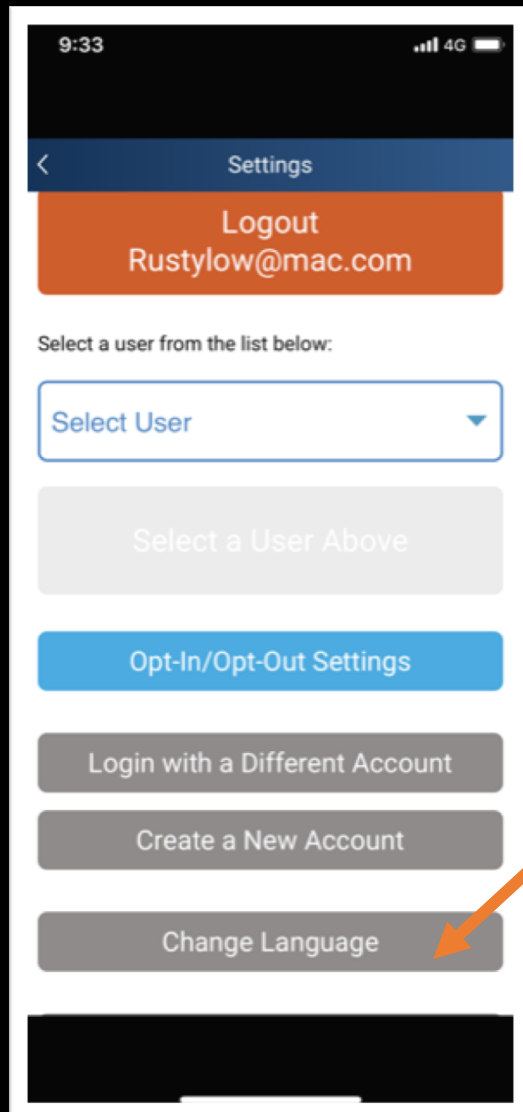 9:33
4G
Settings
Logout
Rustylow@mac.com
Select a user from the list below:
Select User
Select a User Above
Opt-In/Opt-Out Settings
Login with a Different Account
Create a New Account
Change Language